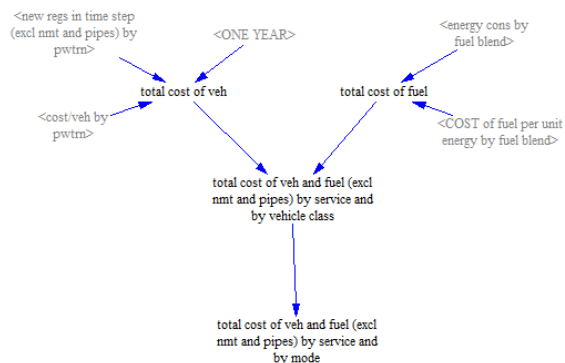 <new regs in time step
(excl nmt and pipes) by
pwtrn>
<ONE YEAR>
<energy cons by
fuel blend>
total cost of veh
total cost of fuel
<cost/veh by
pwtrn>
<COST of fuel per unit
energy by fuel blend>
total cost of veh and fuel (excl
nmt and pipes) by service and
by vehicle class
total cost of veh and fuel (excl
nmt and pipes) by service and
by mode